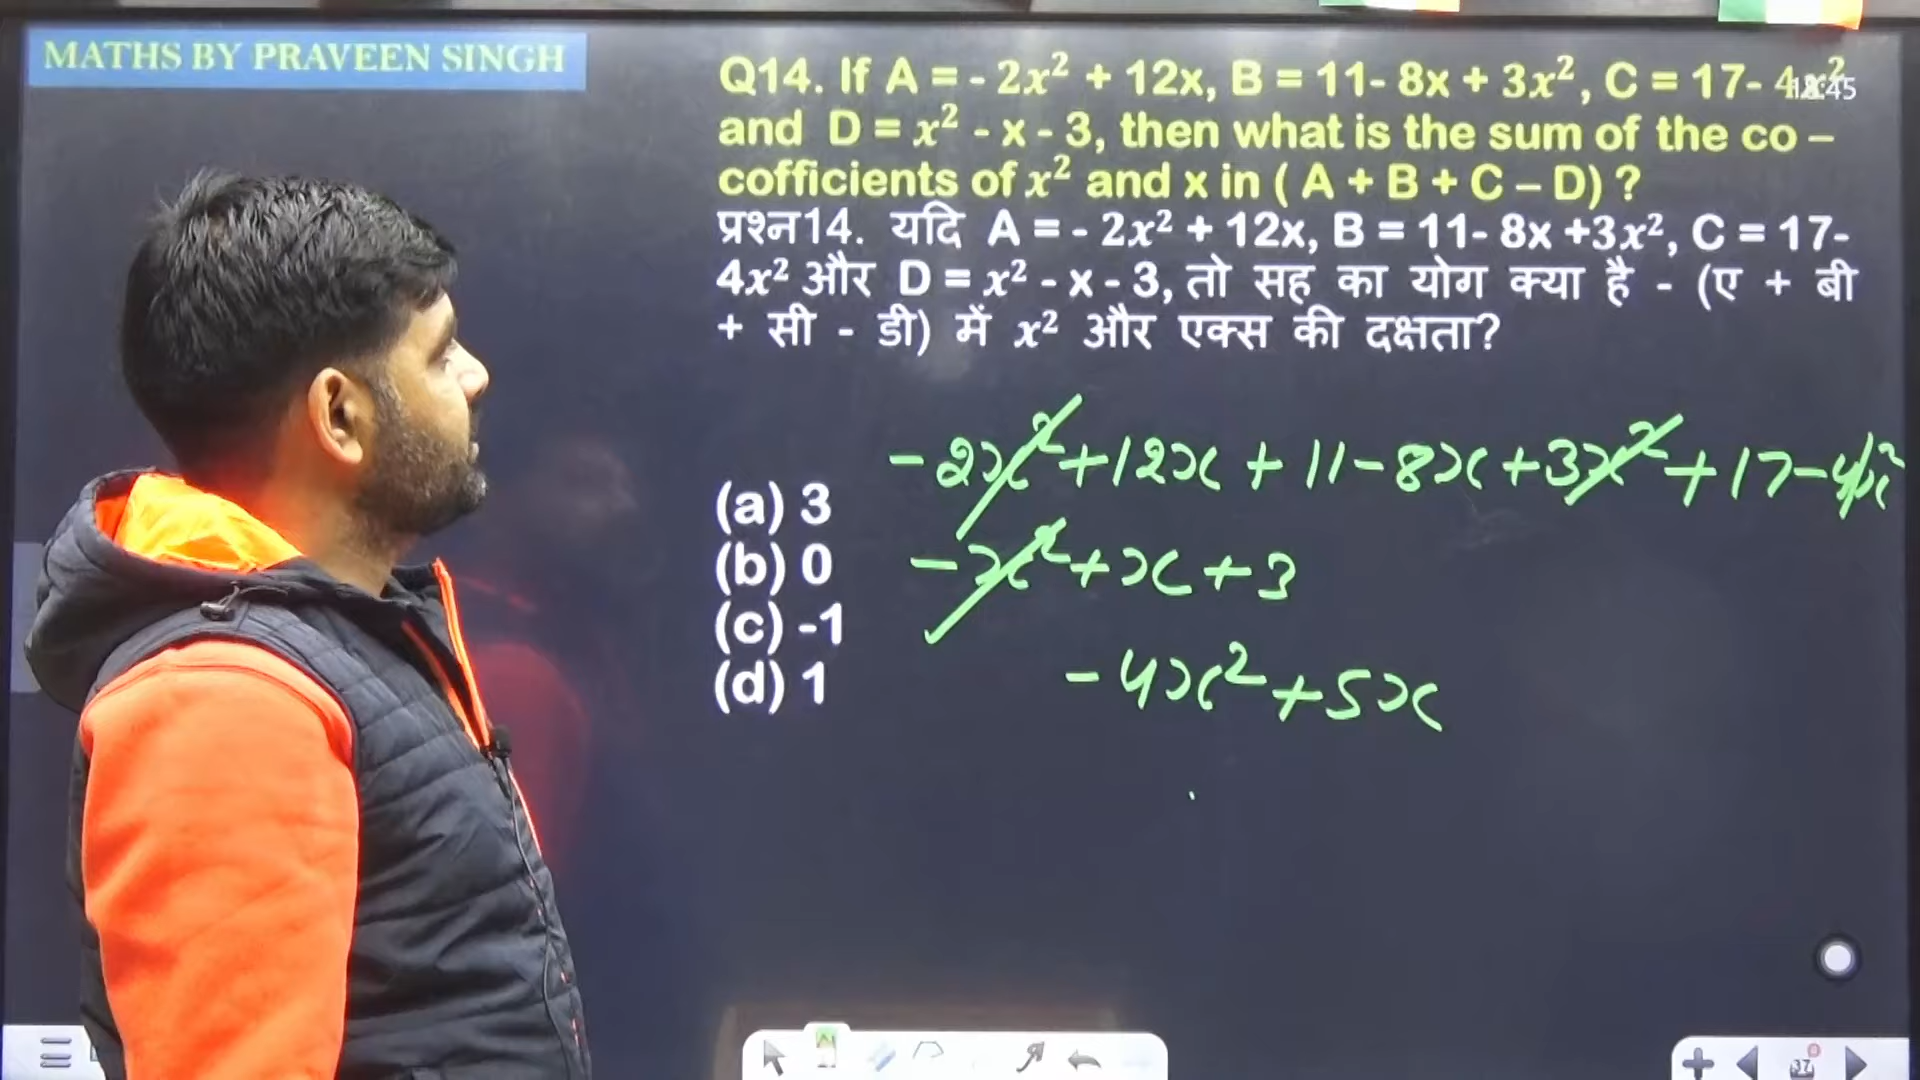 MATHS BY PRAVEEN SINGH
Q14. If A = - 2x² + 12x, B = 11- 8x + 3x², C = 17- 4x²
and D = x² - x - 3, then what is the sum of the co –
cofficients of x² and x in ( A + B + C – D) ?
प्रश्न14. यदि A = - 2x² + 12x, B = 11- 8x +3x², C = 17-
4x² और D = x² - x - 3, तो सह का योग क्या है - (ए + बी
+ सी - डी) में x² और एक्स की दक्षता?
-2x²+12x+11-8x+3x²+17-4x²
(a) 3
-x²+x+3
(b) 0
(c) -1
-4x²+5x
(d) 1
37